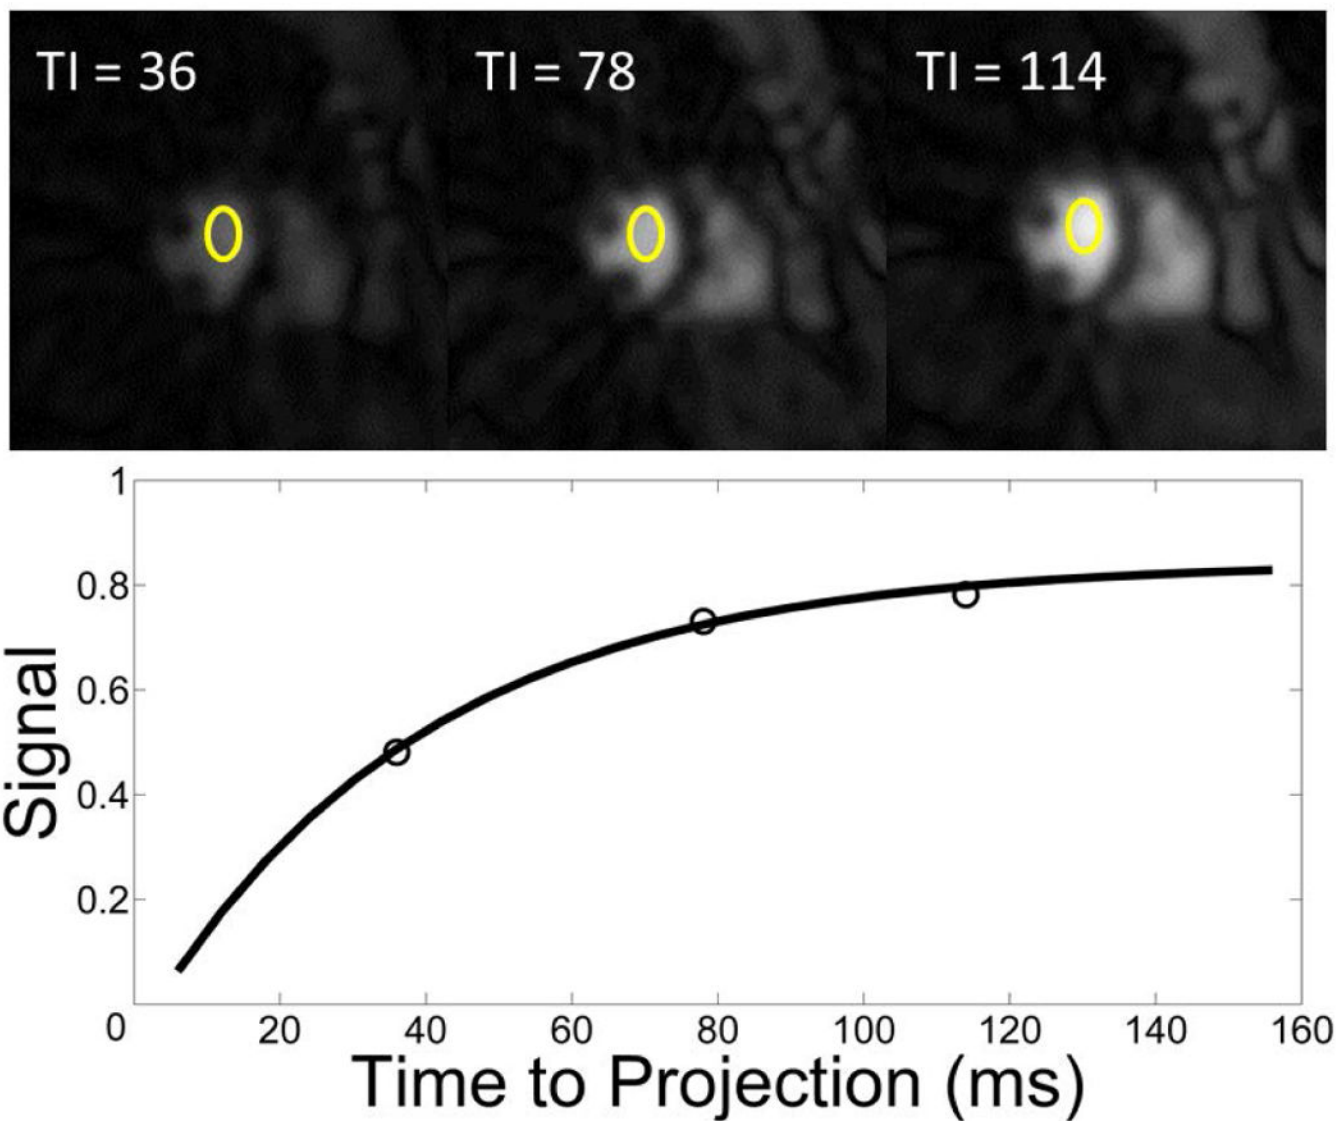 TI = 36
TI = 78
TI = 114
1
0.8
0.6
0.4
0.2
Signal
0 20 40 60 80 100 120 140 160
Time to Projection (ms)